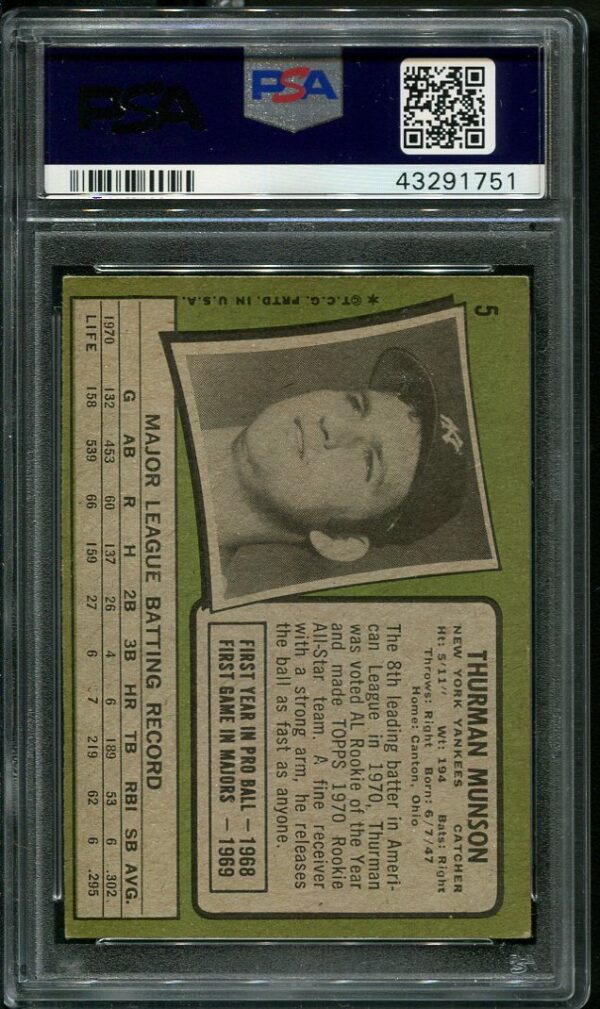 PSA
PSA
43291751
5
*©T.C.G. PRTD. IN U.S.A.
THURMAN MUNSON
NEW YORK YANKEES CATCHER
Ht: 5/11" Wt: 194 Bats: Right
Throws: Right Born: 6/7/47
Home: Canton, Ohio
The 8th leading batter in Ameri-
can League in 1970, Thurman
was voted AL Rookie of the Year
and made TOPPS 1970 Rookie
All-Star team. A fine receiver
with a strong arm, he releases
the ball as fast as anyone.
FIRST YEAR IN PRO BALL — 1968
FIRST GAME IN MAJORS — 1969
MAJOR LEAGUE BATTING RECORD
G AB R H 2B 3B HR TB RBI SB AVG.
1970 132 453 60 137 26 4 6 189 53 6 .302
LIFE 158 539 66 159 27 6 7 219 62 6 .295